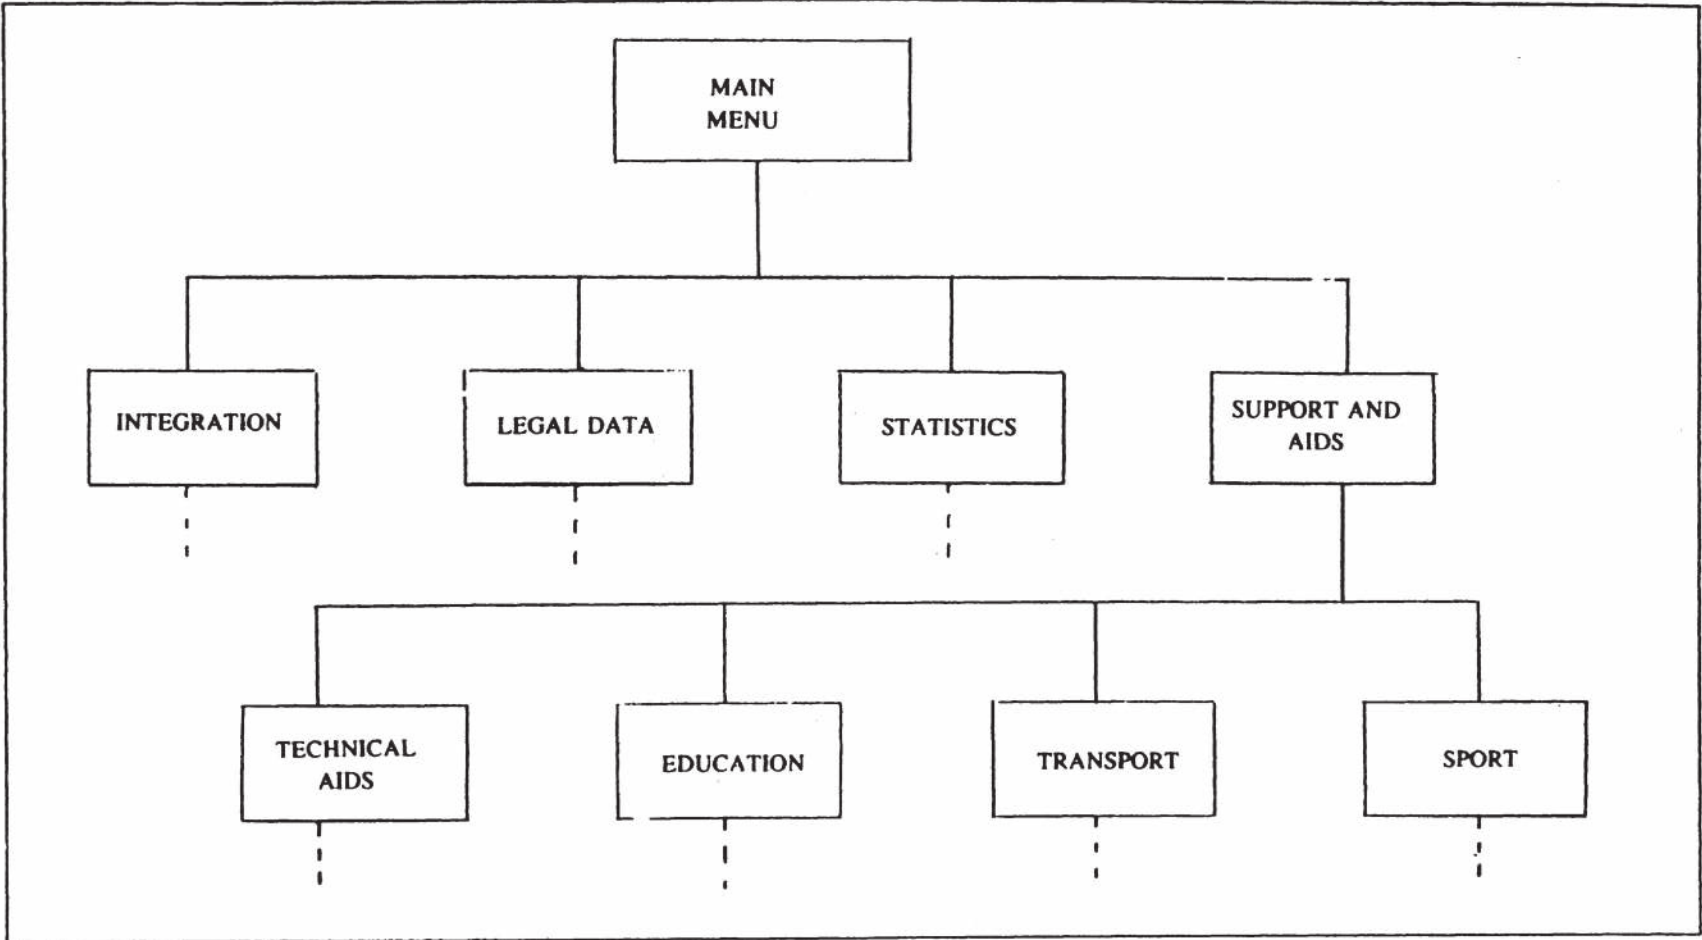 MAIN
MENU
INTEGRATION
LEGAL DATA
STATISTICS
SUPPORT AND
AIDS
TECHNICAL
AIDS
EDUCATION
TRANSPORT
SPORT